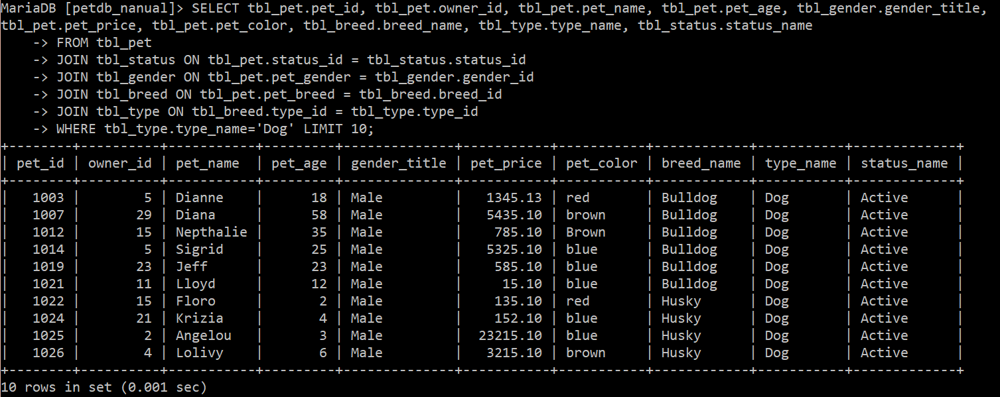 MariaDB [petdb_nanual]> SELECT tbl_pet.pet_id, tbl_pet.owner_id, tbl_pet.pet_name, tbl_pet.pet_age, tbl_gender.gender_title,
tbl_pet.pet_price, tbl_pet.pet_color, tbl_breed.breed_name, tbl_type.type_name, tbl_status.status_name
    -> FROM tbl_pet
    -> JOIN tbl_status ON tbl_pet.status_id = tbl_status.status_id
    -> JOIN tbl_gender ON tbl_pet.pet_gender = tbl_gender.gender_id
    -> JOIN tbl_breed ON tbl_pet.pet_breed = tbl_breed.breed_id
    -> JOIN tbl_type ON tbl_breed.type_id = tbl_type.type_id
    -> WHERE tbl_type.type_name='Dog' LIMIT 10;
+--------+----------+-----------+---------+--------------+-----------+-----------+------------+-----------+-------------+
| pet_id | owner_id | pet_name  | pet_age | gender_title | pet_price | pet_color | breed_name | type_name | status_name |
+--------+----------+-----------+---------+--------------+-----------+-----------+------------+-----------+-------------+
|   1003 |        5 | Dianne    |      18 | Male         |   1345.13 | red       | Bulldog    | Dog       | Active      |
|   1007 |       29 | Diana     |      58 | Male         |   5435.10 | brown     | Bulldog    | Dog       | Active      |
|   1012 |       15 | Nepthalie |      35 | Male         |    785.10 | Brown     | Bulldog    | Dog       | Active      |
|   1014 |        5 | Sigrid    |      25 | Male         |   5325.10 | blue      | Bulldog    | Dog       | Active      |
|   1019 |       23 | Jeff      |      23 | Male         |    585.10 | blue      | Bulldog    | Dog       | Active      |
|   1021 |       11 | Lloyd     |      12 | Male         |     15.10 | blue      | Bulldog    | Dog       | Active      |
|   1022 |       15 | Floro     |       2 | Male         |    135.10 | red       | Husky      | Dog       | Active      |
|   1024 |       21 | Krizia    |       4 | Male         |    152.10 | blue      | Husky      | Dog       | Active      |
|   1025 |        2 | Angelou   |       3 | Male         |  23215.10 | blue      | Husky      | Dog       | Active      |
|   1026 |        4 | Lolivy    |       6 | Male         |   3215.10 | brown     | Husky      | Dog       | Active      |
+--------+----------+-----------+---------+--------------+-----------+-----------+------------+-----------+-------------+
10 rows in set (0.001 sec)